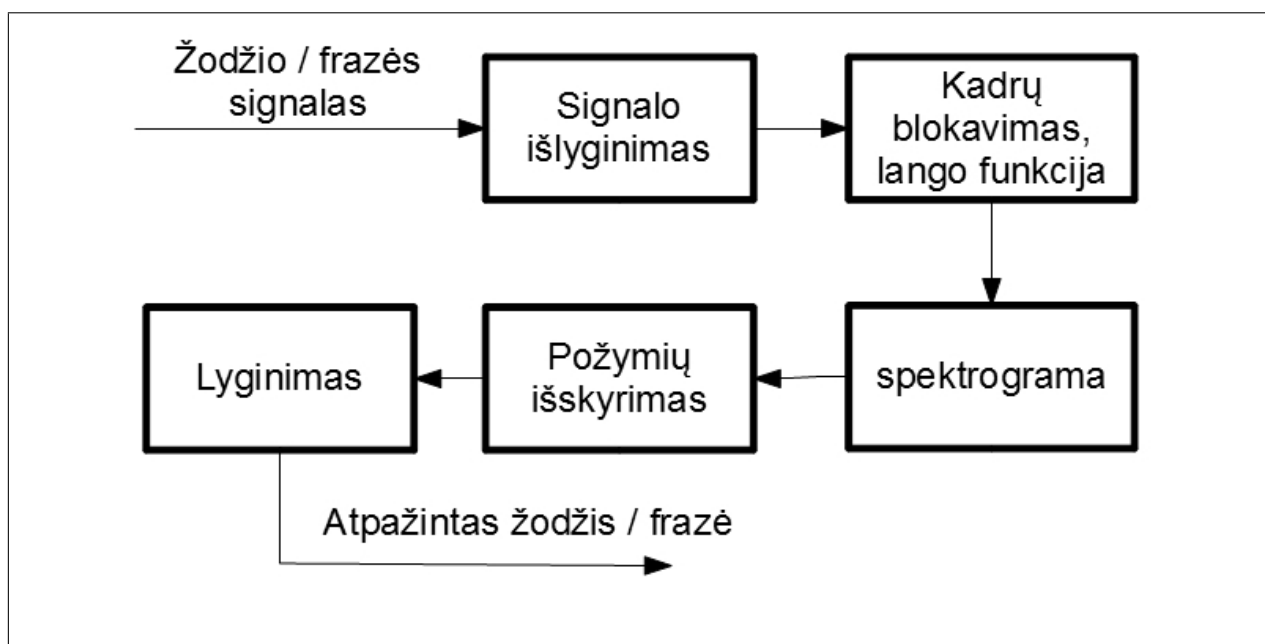 Žodžio / frazės
signalas
Signalo
išlyginimas
Kadrų
blokavimas,
lango funkcija
spektrograma
Požymių
išskyrimas
Lyginimas
Atpažintas žodžis / frazė